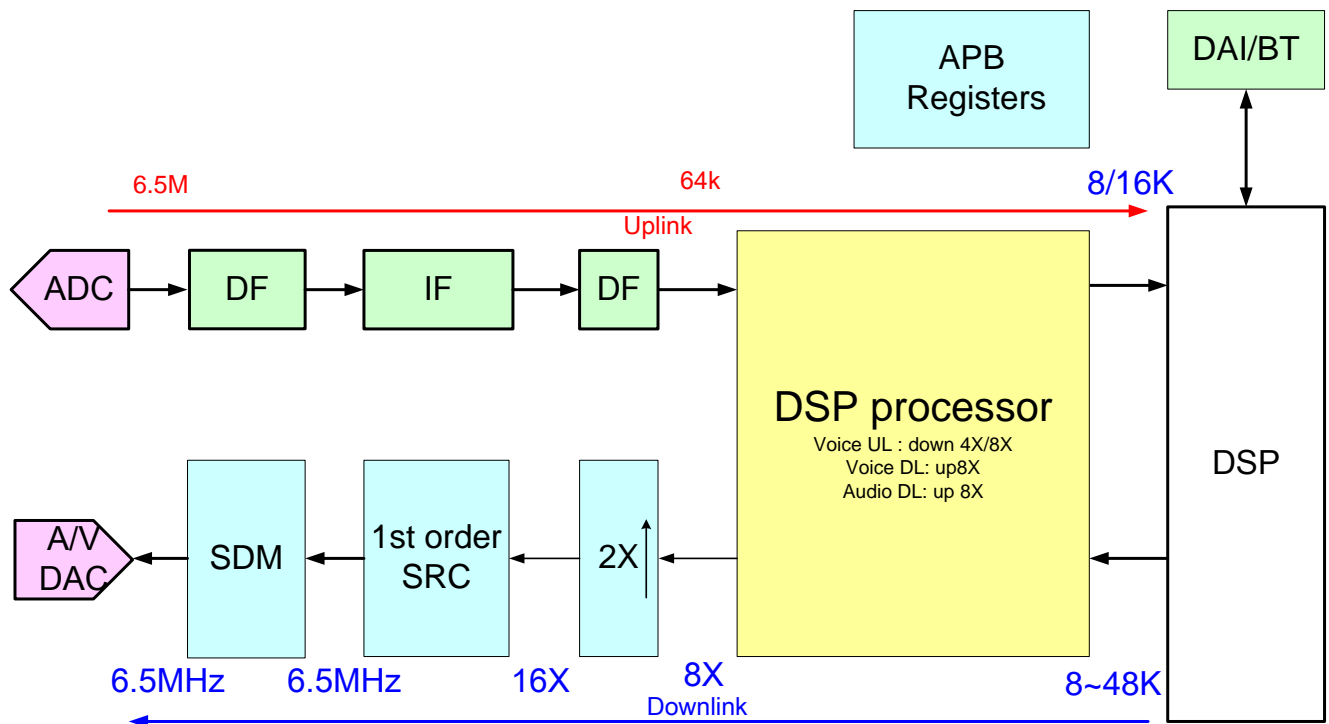 APB
Registers
DAI/BT
6.5M
64k
8/16K
Uplink
ADC
DF
IF
DF
DSP processor
Voice UL : down 4X/8X
Voice DL: up8X
Audio DL: up 8X
DSP
A/V
DAC
SDM
1st order
SRC
2X
6.5MHz
6.5MHz
16X
8X
8~48K
Downlink